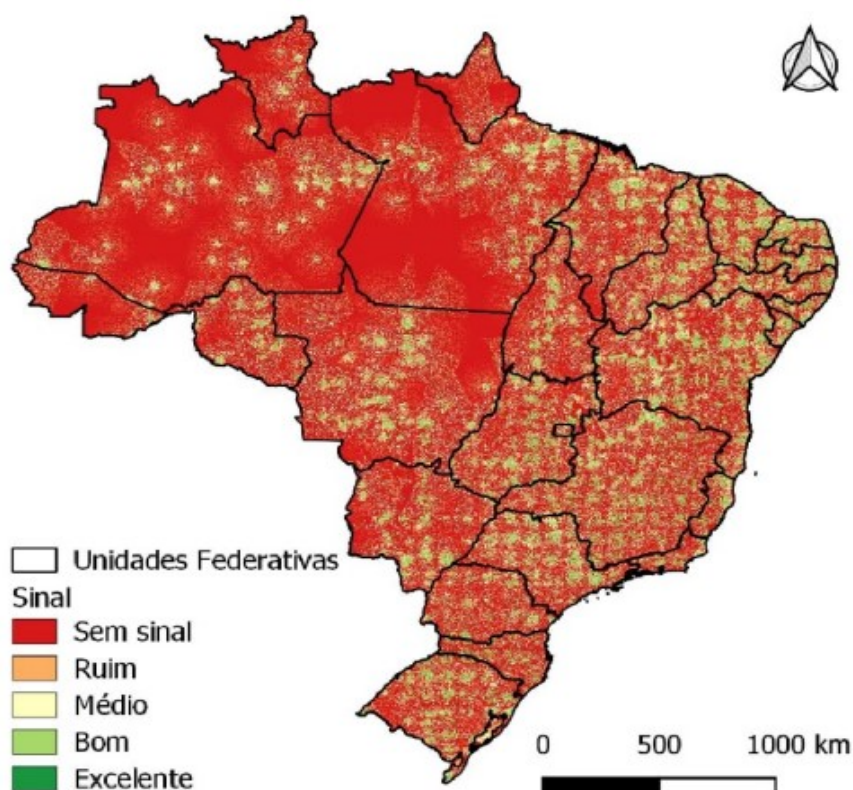 Unidades Federativas
Sinal
Sem sinal
Ruim
Médio
Bom
Excelente
0 500 1000 km